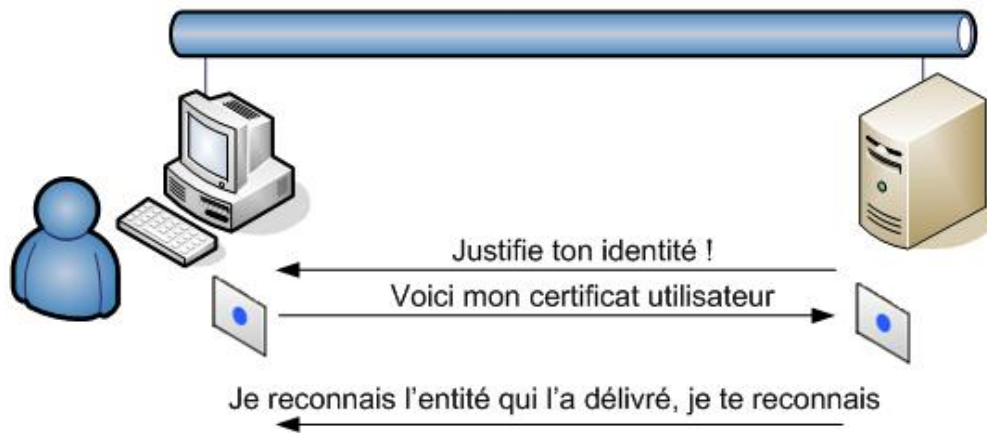 Justifie ton identité !
Voici mon certificat utilisateur
Je reconnais l'entité qui l'a délivré, je te reconnais